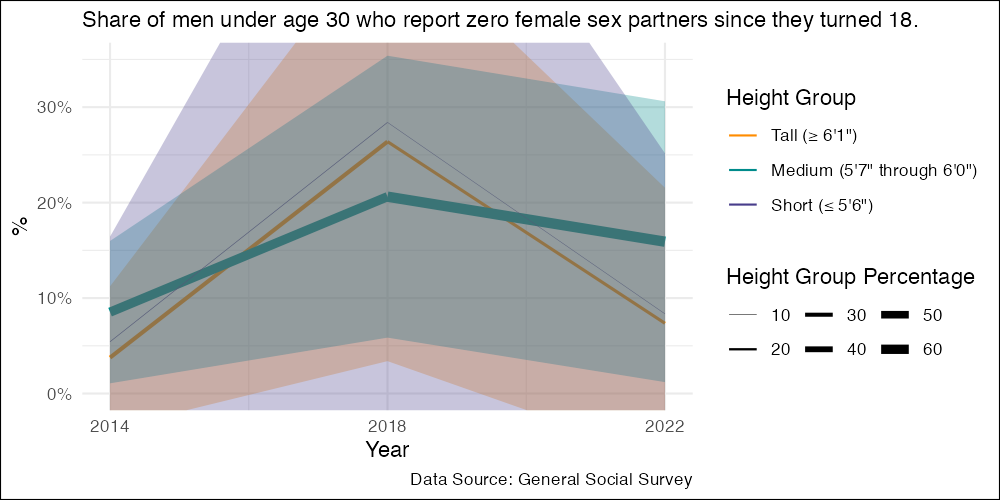 Share of men under age 30 who report zero female sex partners since they turned 18.
30%
20%
10%
0%
%
2014 2018 2022
Year
Data Source: General Social Survey
Height Group
Tall (≥ 6'1")
Medium (5'7" through 6'0")
Short (≤ 5'6")
Height Group Percentage
10 30 50
20 40 60